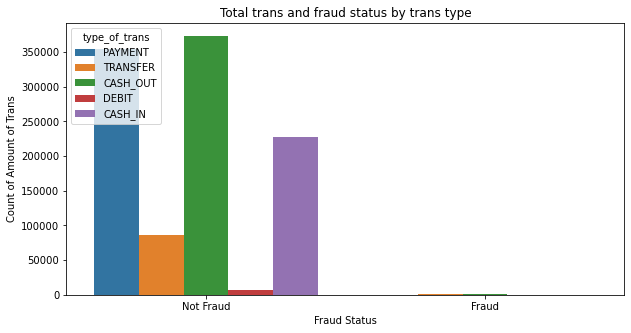 Total trans and fraud status by trans type
type_of_trans
PAYMENT
TRANSFER
CASH_OUT
DEBIT
CASH_IN
Count of Amount of Trans
350000
300000
250000
200000
150000
100000
50000
0
Not Fraud
Fraud
Fraud Status